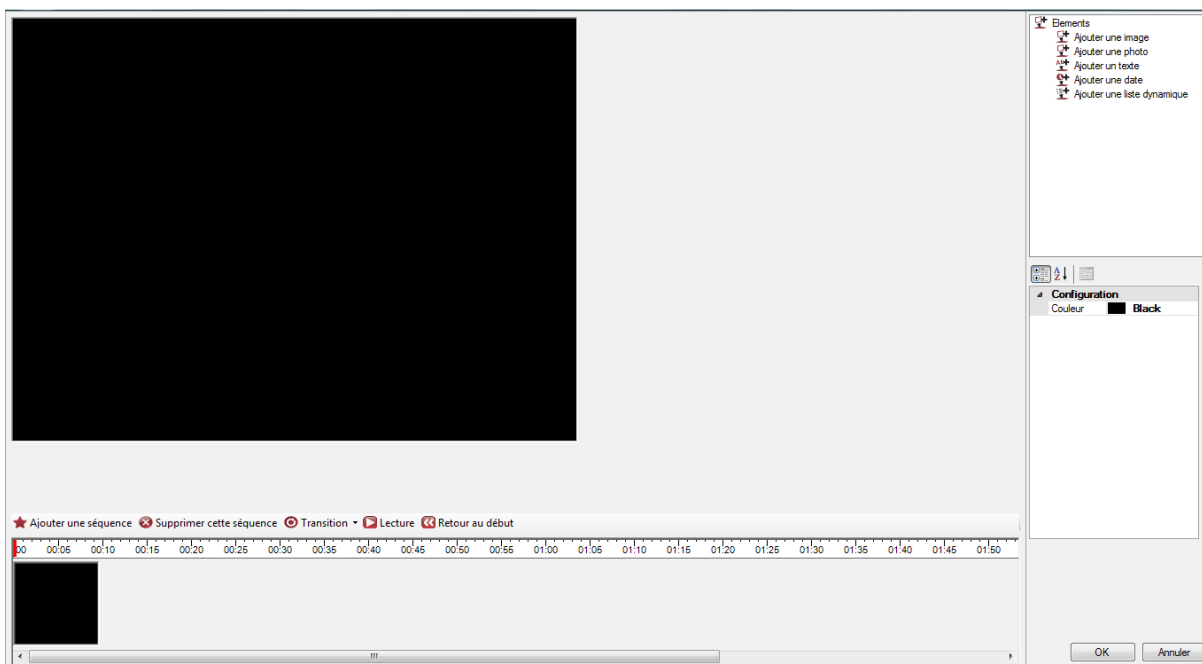 Elements
Ajouter une image
Ajouter une photo
Ajouter un texte
Ajouter une date
Ajouter une liste dynamique
Configuration
Couleur Black
Ajouter une séquence Supprimer cette séquence Transition Lecture Retour au début
00 00:05 00:10 00:15 00:20 00:25 00:30 00:35 00:40 00:45 00:50 00:55 01:00 01:05 01:10 01:15 01:20 01:25 01:30 01:35 01:40 01:45 01:50
OK Annuler